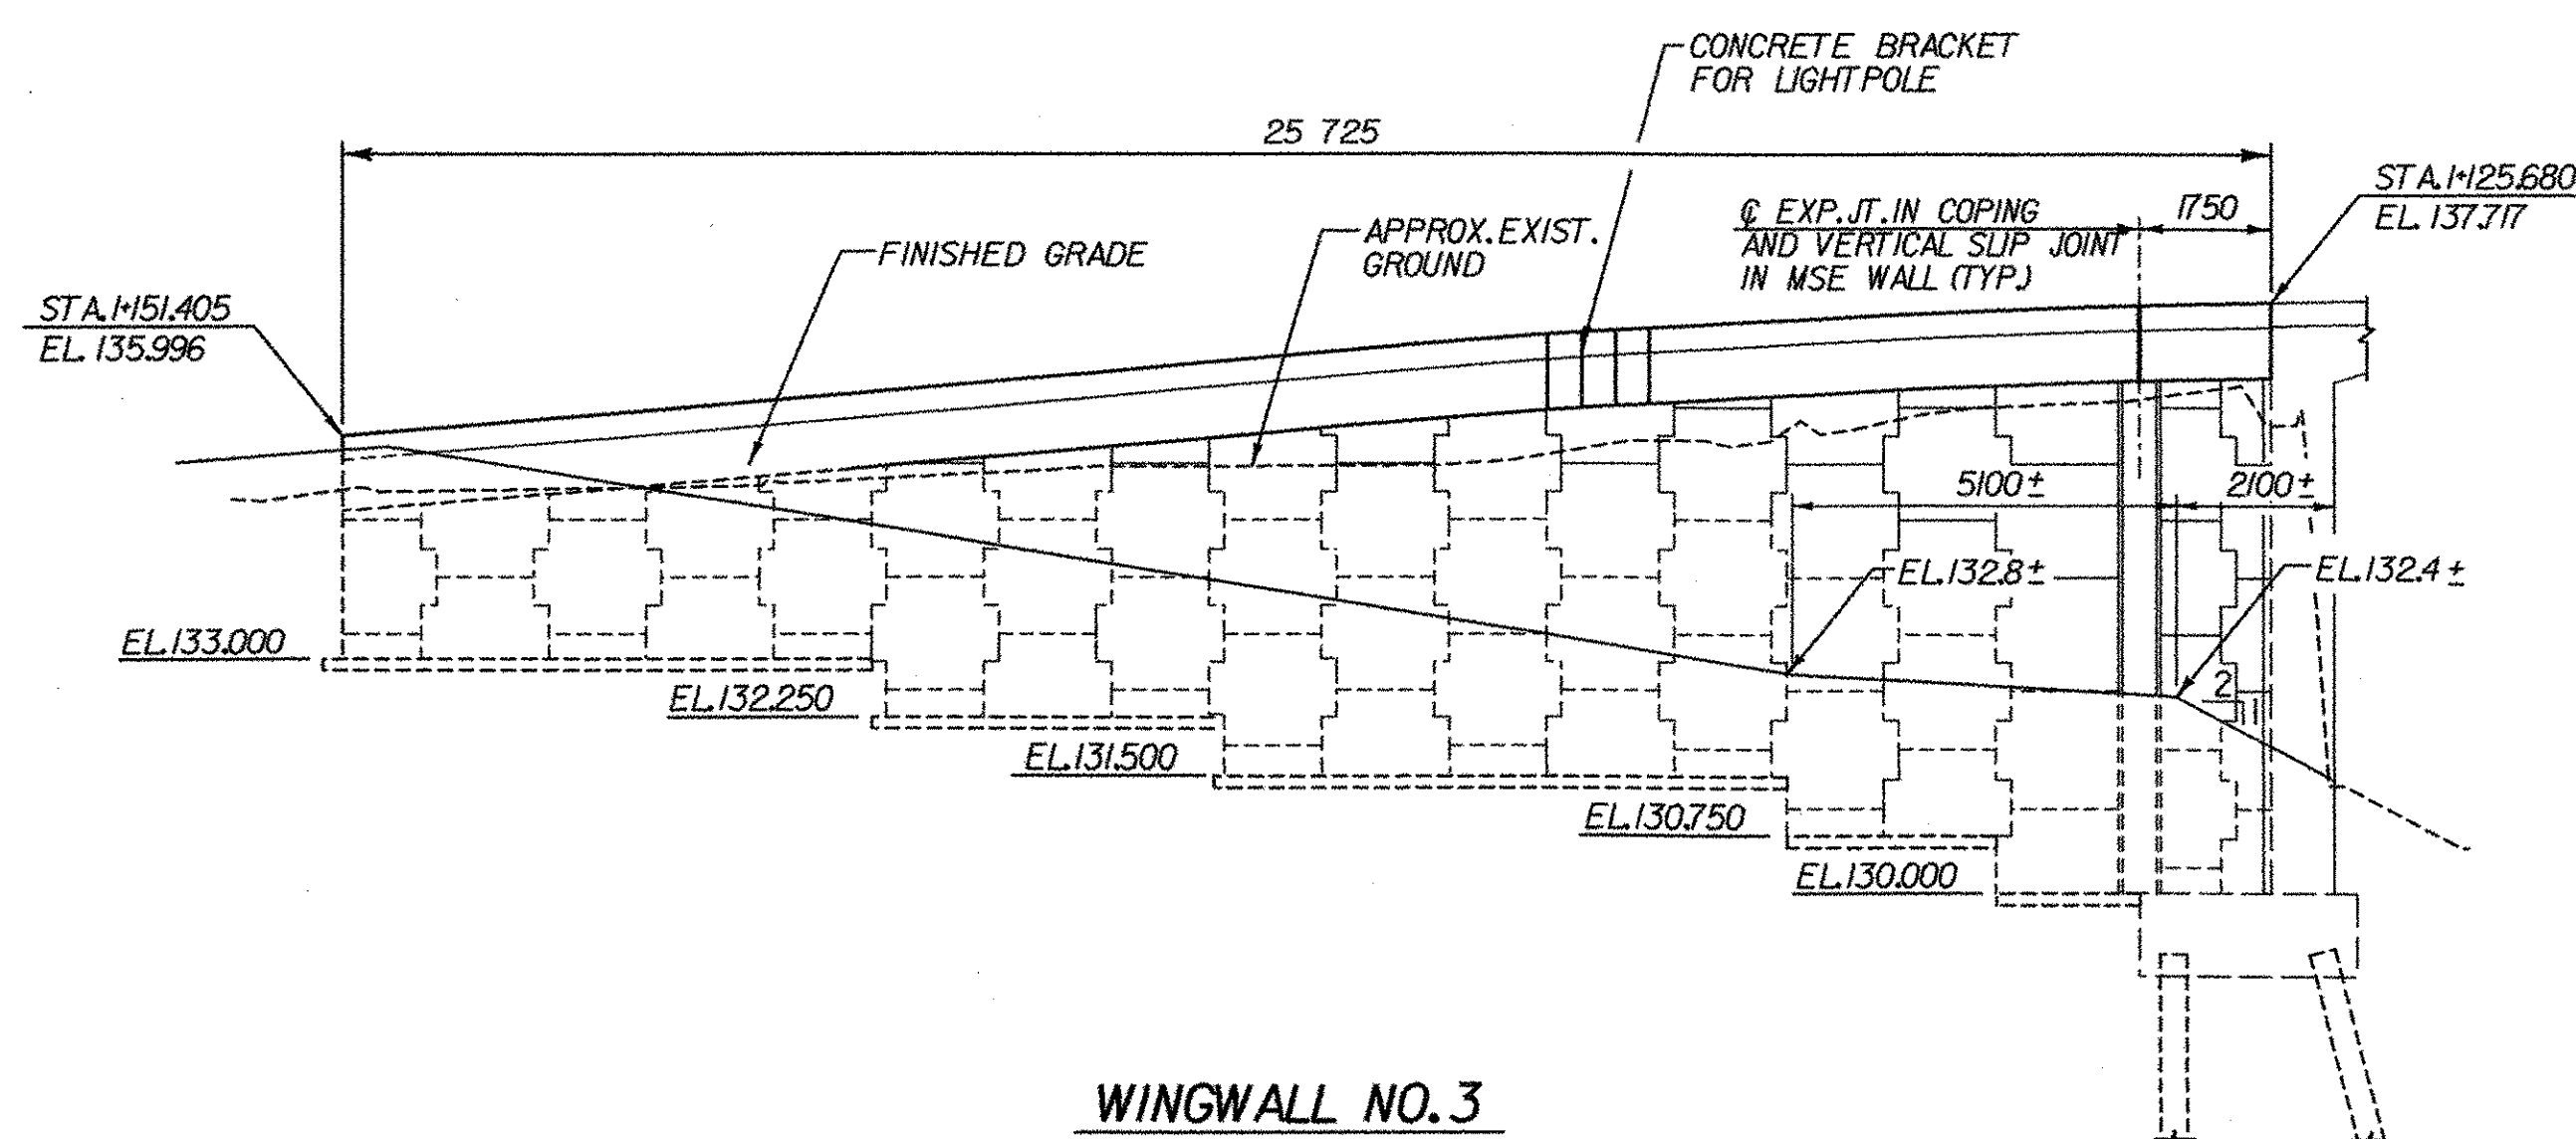 CONCRETE BRACKET
FOR LIGHTPOLE
25 725
STA. 1+125.680
EL. 137.717
1750
℄ EXP. JT. IN COPING
AND VERTICAL SLIP JOINT
IN MSE WALL (TYP.)
APPROX. EXIST.
GROUND
FINISHED GRADE
STA. 1+151.405
EL. 135.996
5100 ±
2100 ±
EL. 132.8 ±
EL. 132.4 ±
EL. 133.000
2
1
EL. 132.250
EL. 131.500
EL. 130.750
EL. 130.000
WINGWALL NO. 3